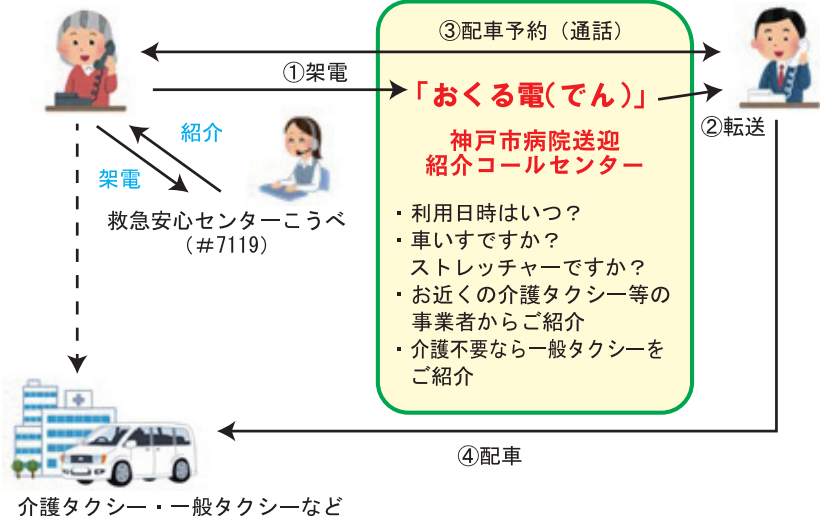 ③配車予約（通話）
①架電
「おくる電(でん)」
②転送
神戸市病院送迎
紹介コールセンター
紹介
架電
救急安心センターこうべ
（＃7119）
・利用日時はいつ？
・車いすですか？
ストレッチャーですか？
・お近くの介護タクシー等の
事業者からご紹介
・介護不要なら一般タクシーを
ご紹介
④配車
介護タクシー・一般タクシーなど